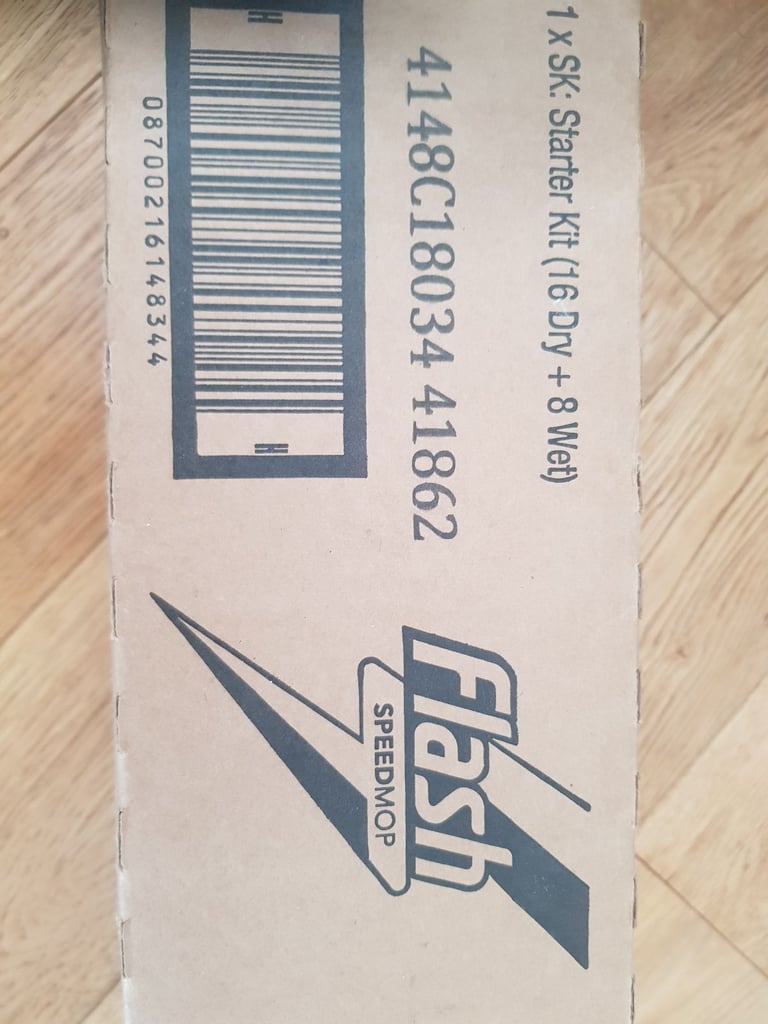 1 x SK: Starter Kit (16 Dry + 8 Wet)
4148C18034 41862
H H
08700216148344
Flash
SPEEDMOP